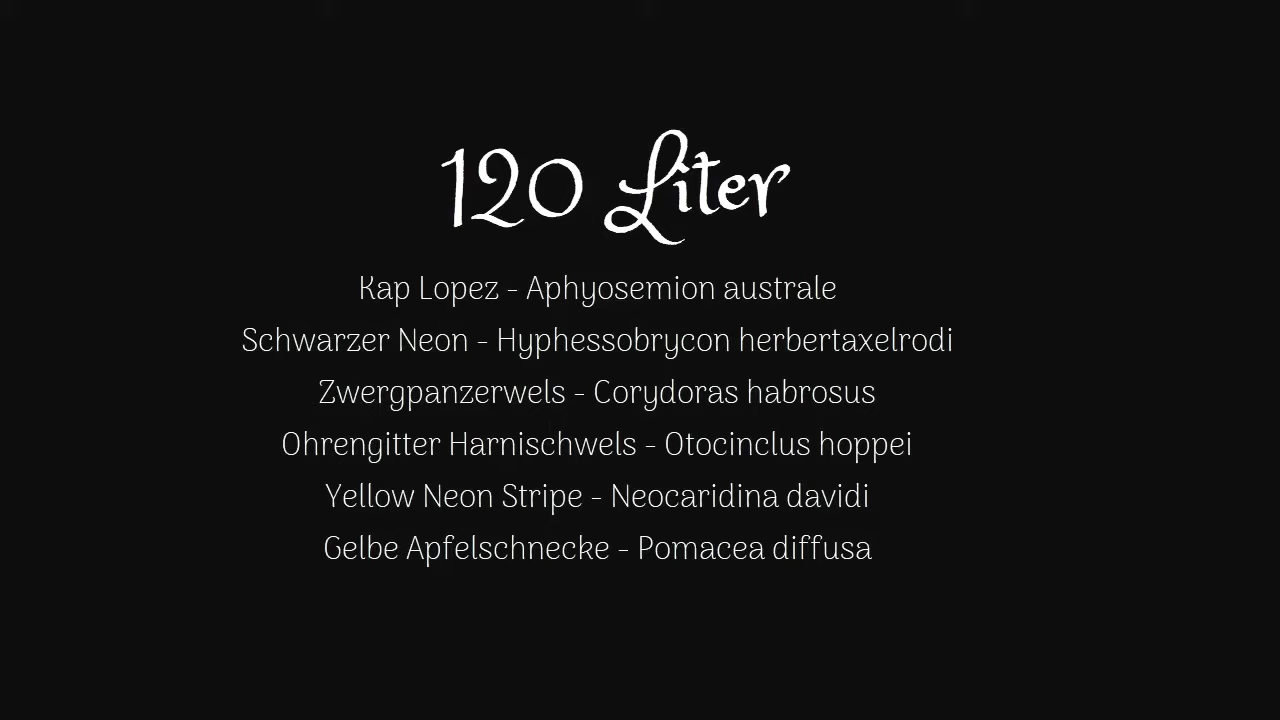 120 Liter
Kap Lopez - Aphyosemion australe
Schwarzer Neon - Hyphessobrycon herbertaxelrodi
Zwergpanzerwels - Corydoras habrosus
Ohrengitter Harnischwels - Otocinclus hoppei
Yellow Neon Stripe - Neocaridina davidi
Gelbe Apfelschnecke - Pomacea diffusa